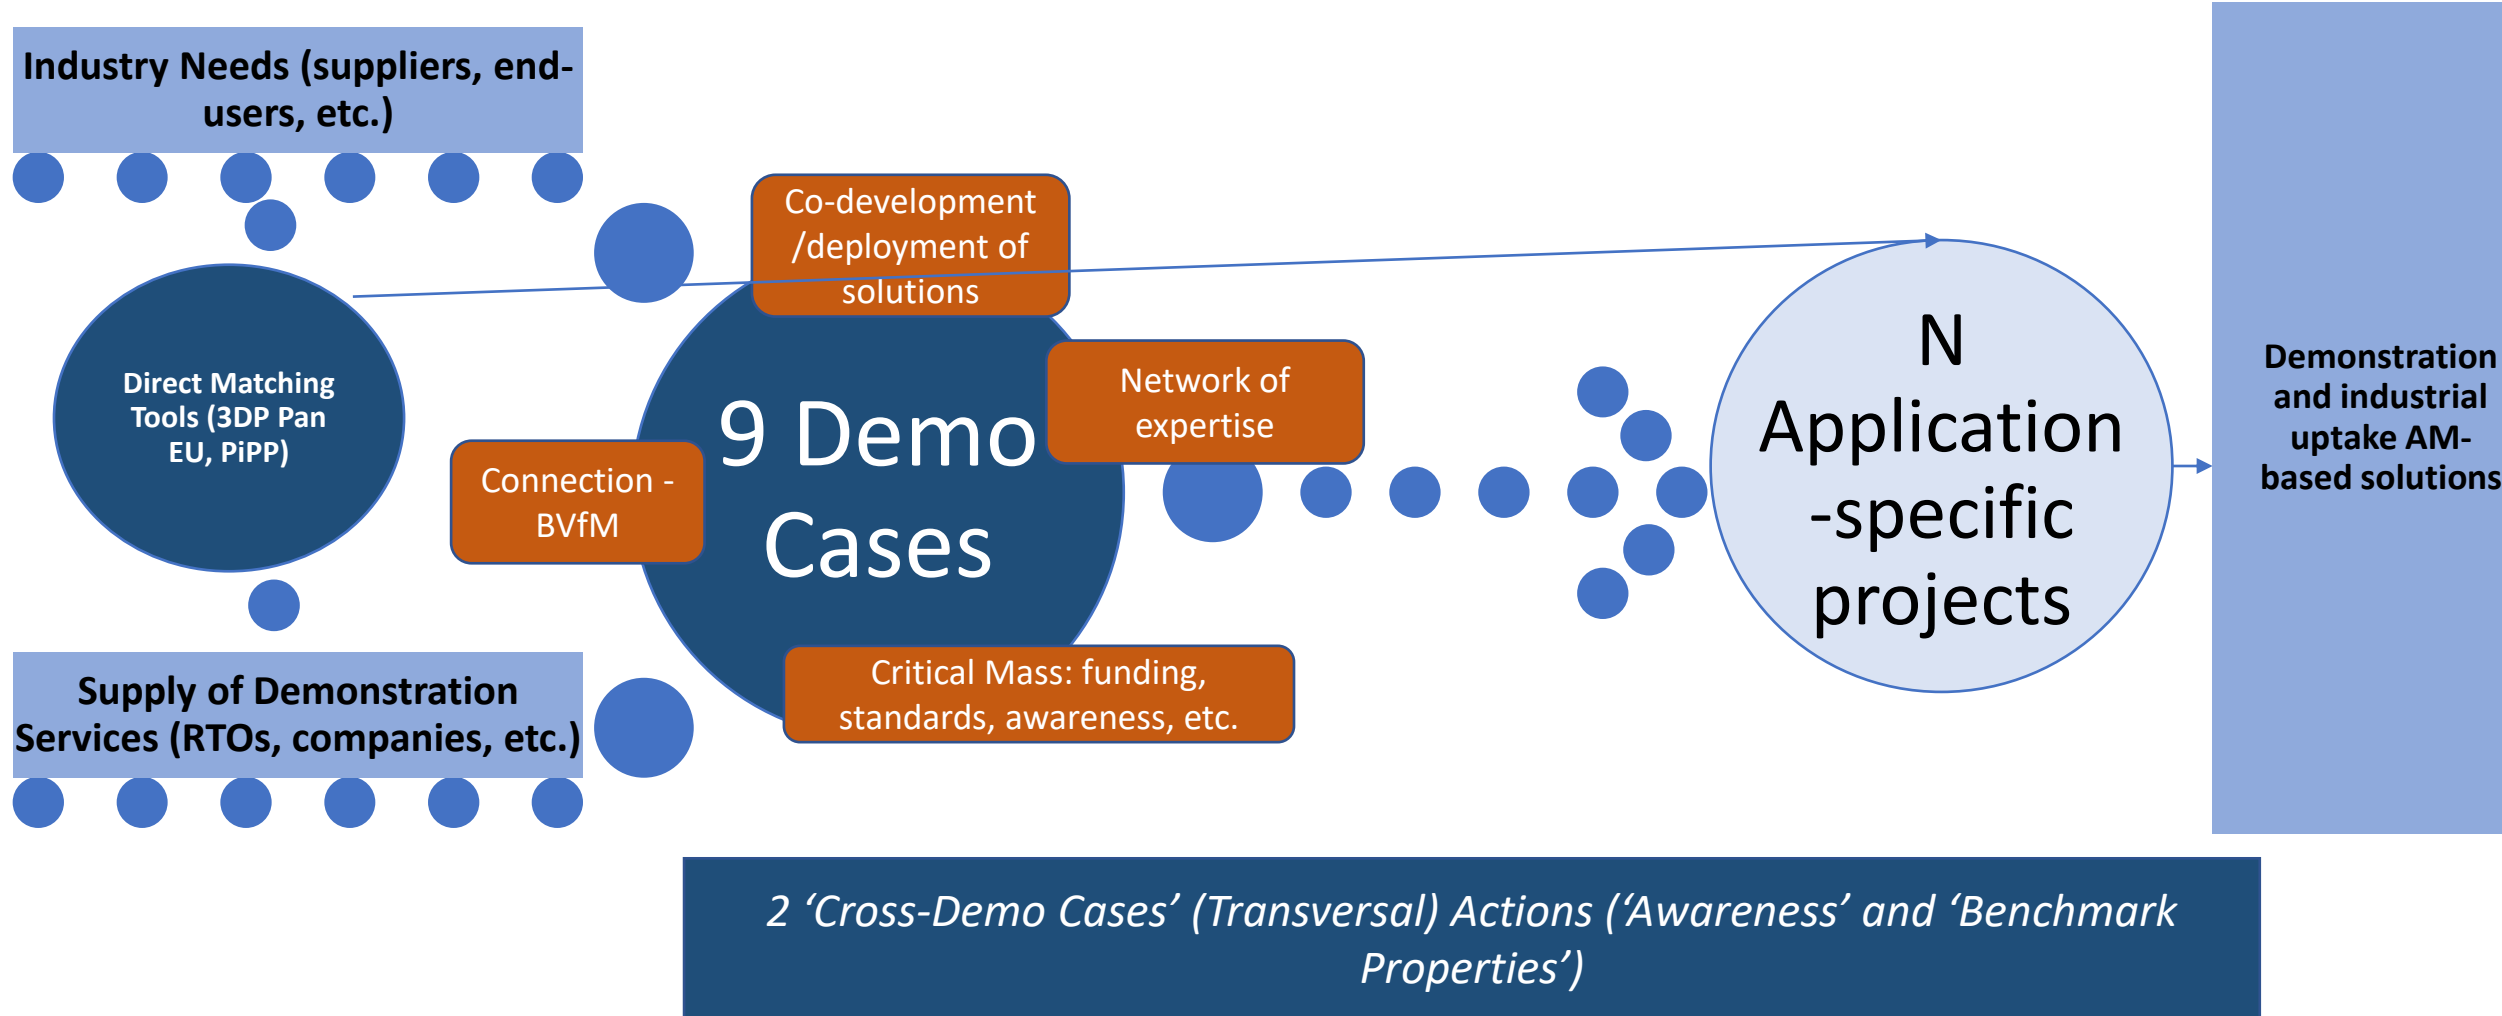 Industry Needs (suppliers, end-
users, etc.)
Co-development
/deployment of
solutions
Direct Matching
Tools (3DP Pan
EU, PiPP)
Connection -
BVfM
9 Demo
Cases
Network of
expertise
N
Application
-specific
projects
Demonstration
and industrial
uptake AM-
based solutions
Supply of Demonstration
Services (RTOs, companies, etc.)
Critical Mass: funding,
standards, awareness, etc.
2 ‘Cross-Demo Cases’ (Transversal) Actions (‘Awareness’ and ‘Benchmark
Properties’)